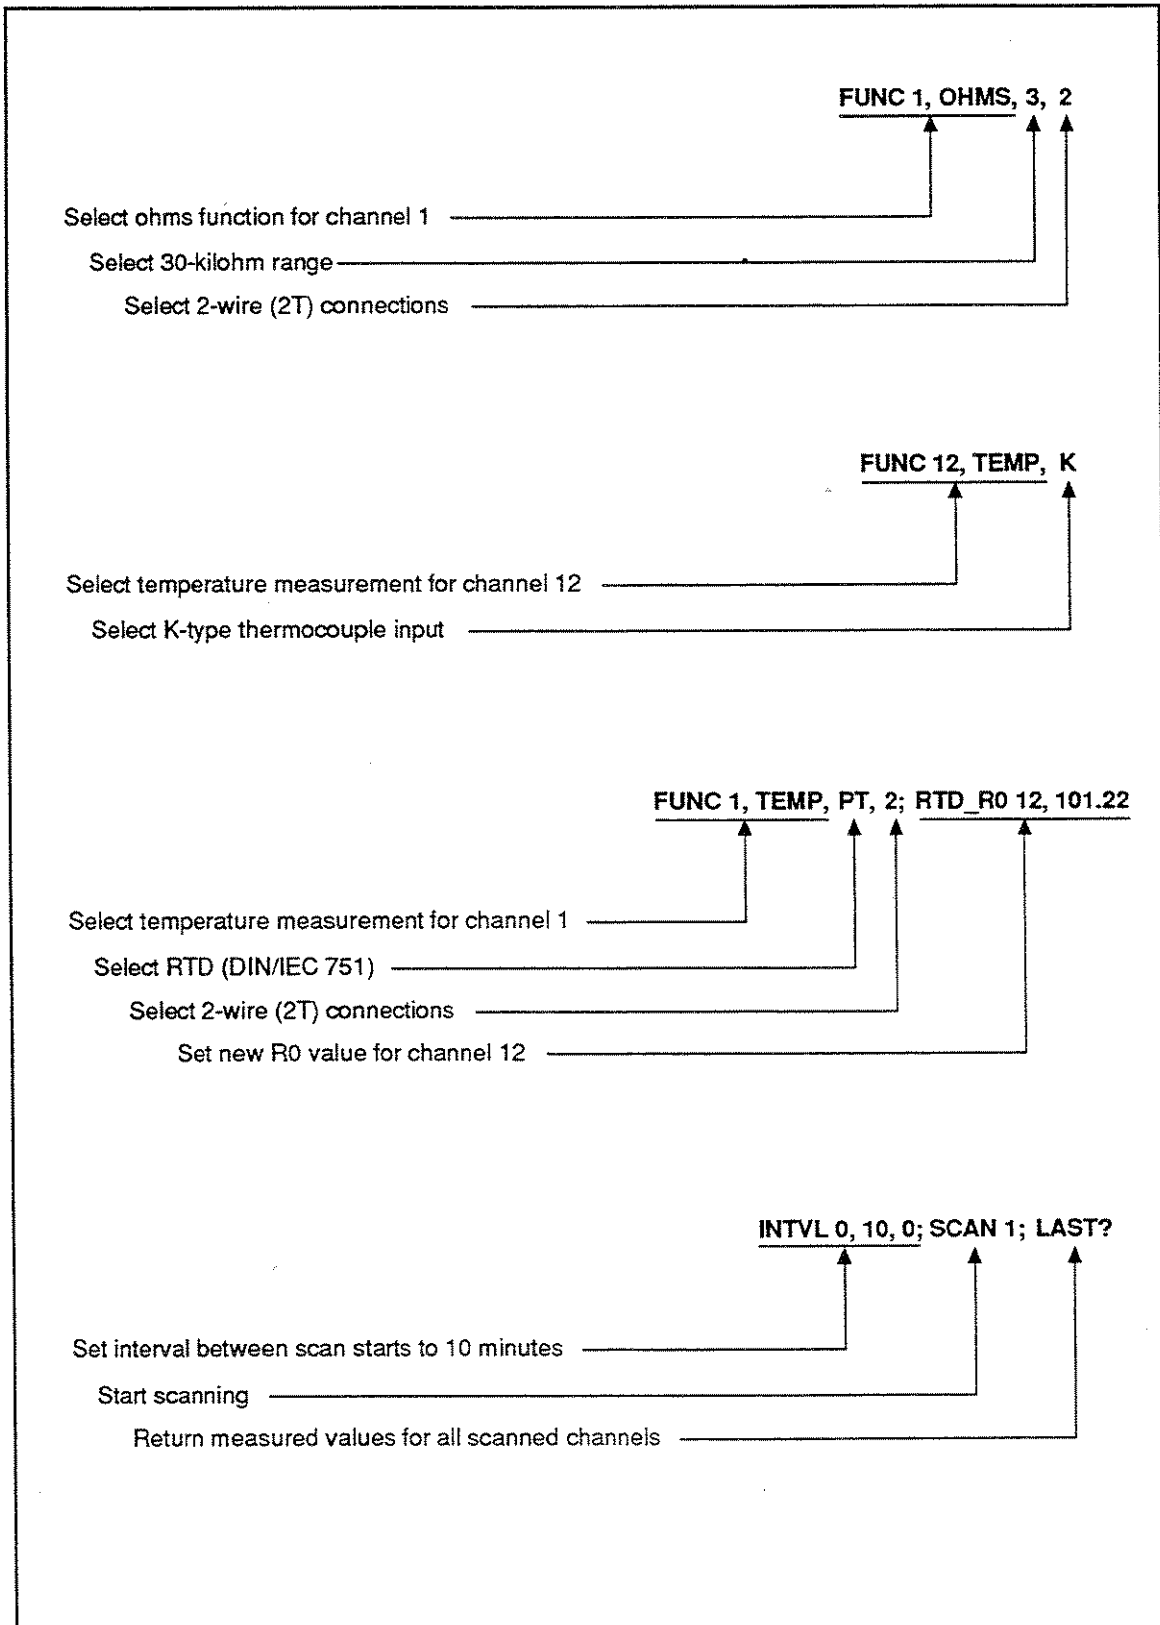 FUNC 1, OHMS, 3, 2
Select ohms function for channel 1
Select 30-kilohm range
Select 2-wire (2T) connections
FUNC 12, TEMP, K
Select temperature measurement for channel 12
Select K-type thermocouple input
FUNC 1, TEMP, PT, 2; RTD_R0 12, 101.22
Select temperature measurement for channel 1
Select RTD (DIN/IEC 751)
Select 2-wire (2T) connections
Set new R0 value for channel 12
INTVL 0, 10, 0; SCAN 1; LAST?
Set interval between scan starts to 10 minutes
Start scanning
Return measured values for all scanned channels